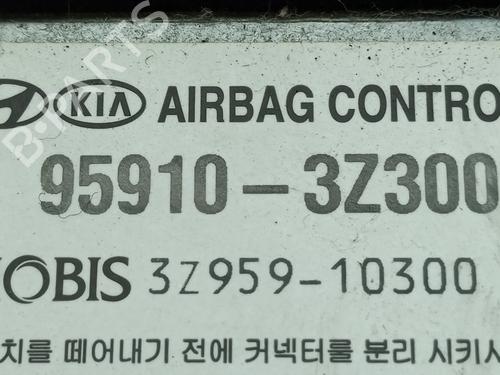 KIA AIRBAG CONTRO
95910-3Z300
OBIS 3Z959-10300
치를 떼어내기 전에 커넥터를 분리 시키시
B-PARTS